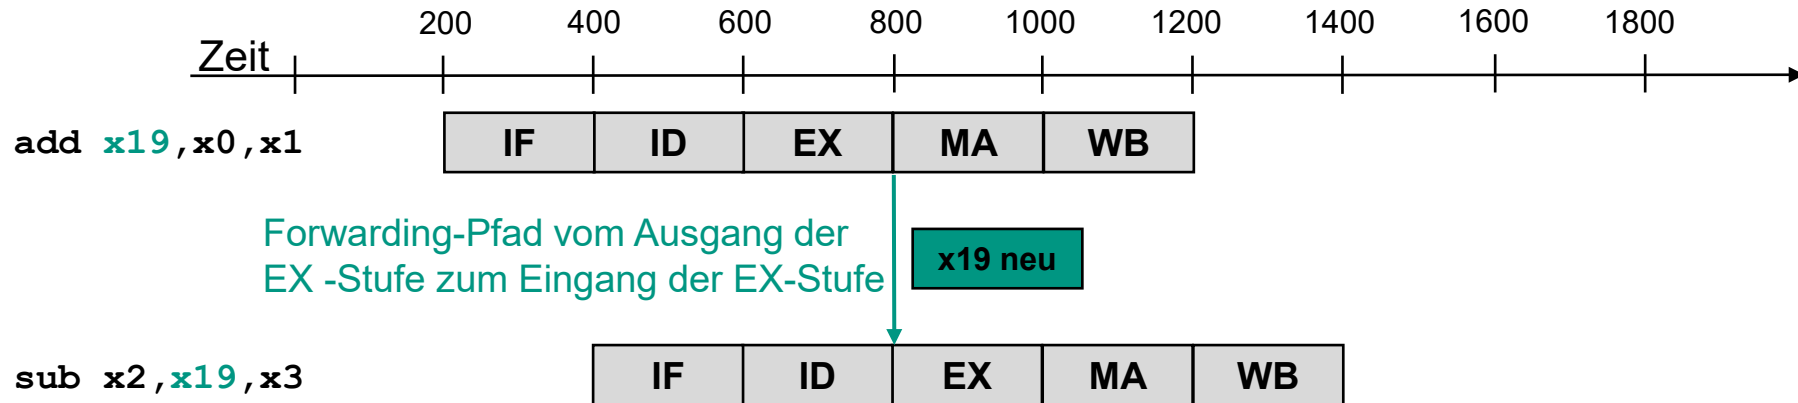 200 400 600 800 1000 1200 1400 1600 1800
Zeit
add x19,x0,x1 IF ID EX MA WB
Forwarding-Pfad vom Ausgang der
EX -Stufe zum Eingang der EX-Stufe
x19 neu
sub x2,x19,x3 IF ID EX MA WB